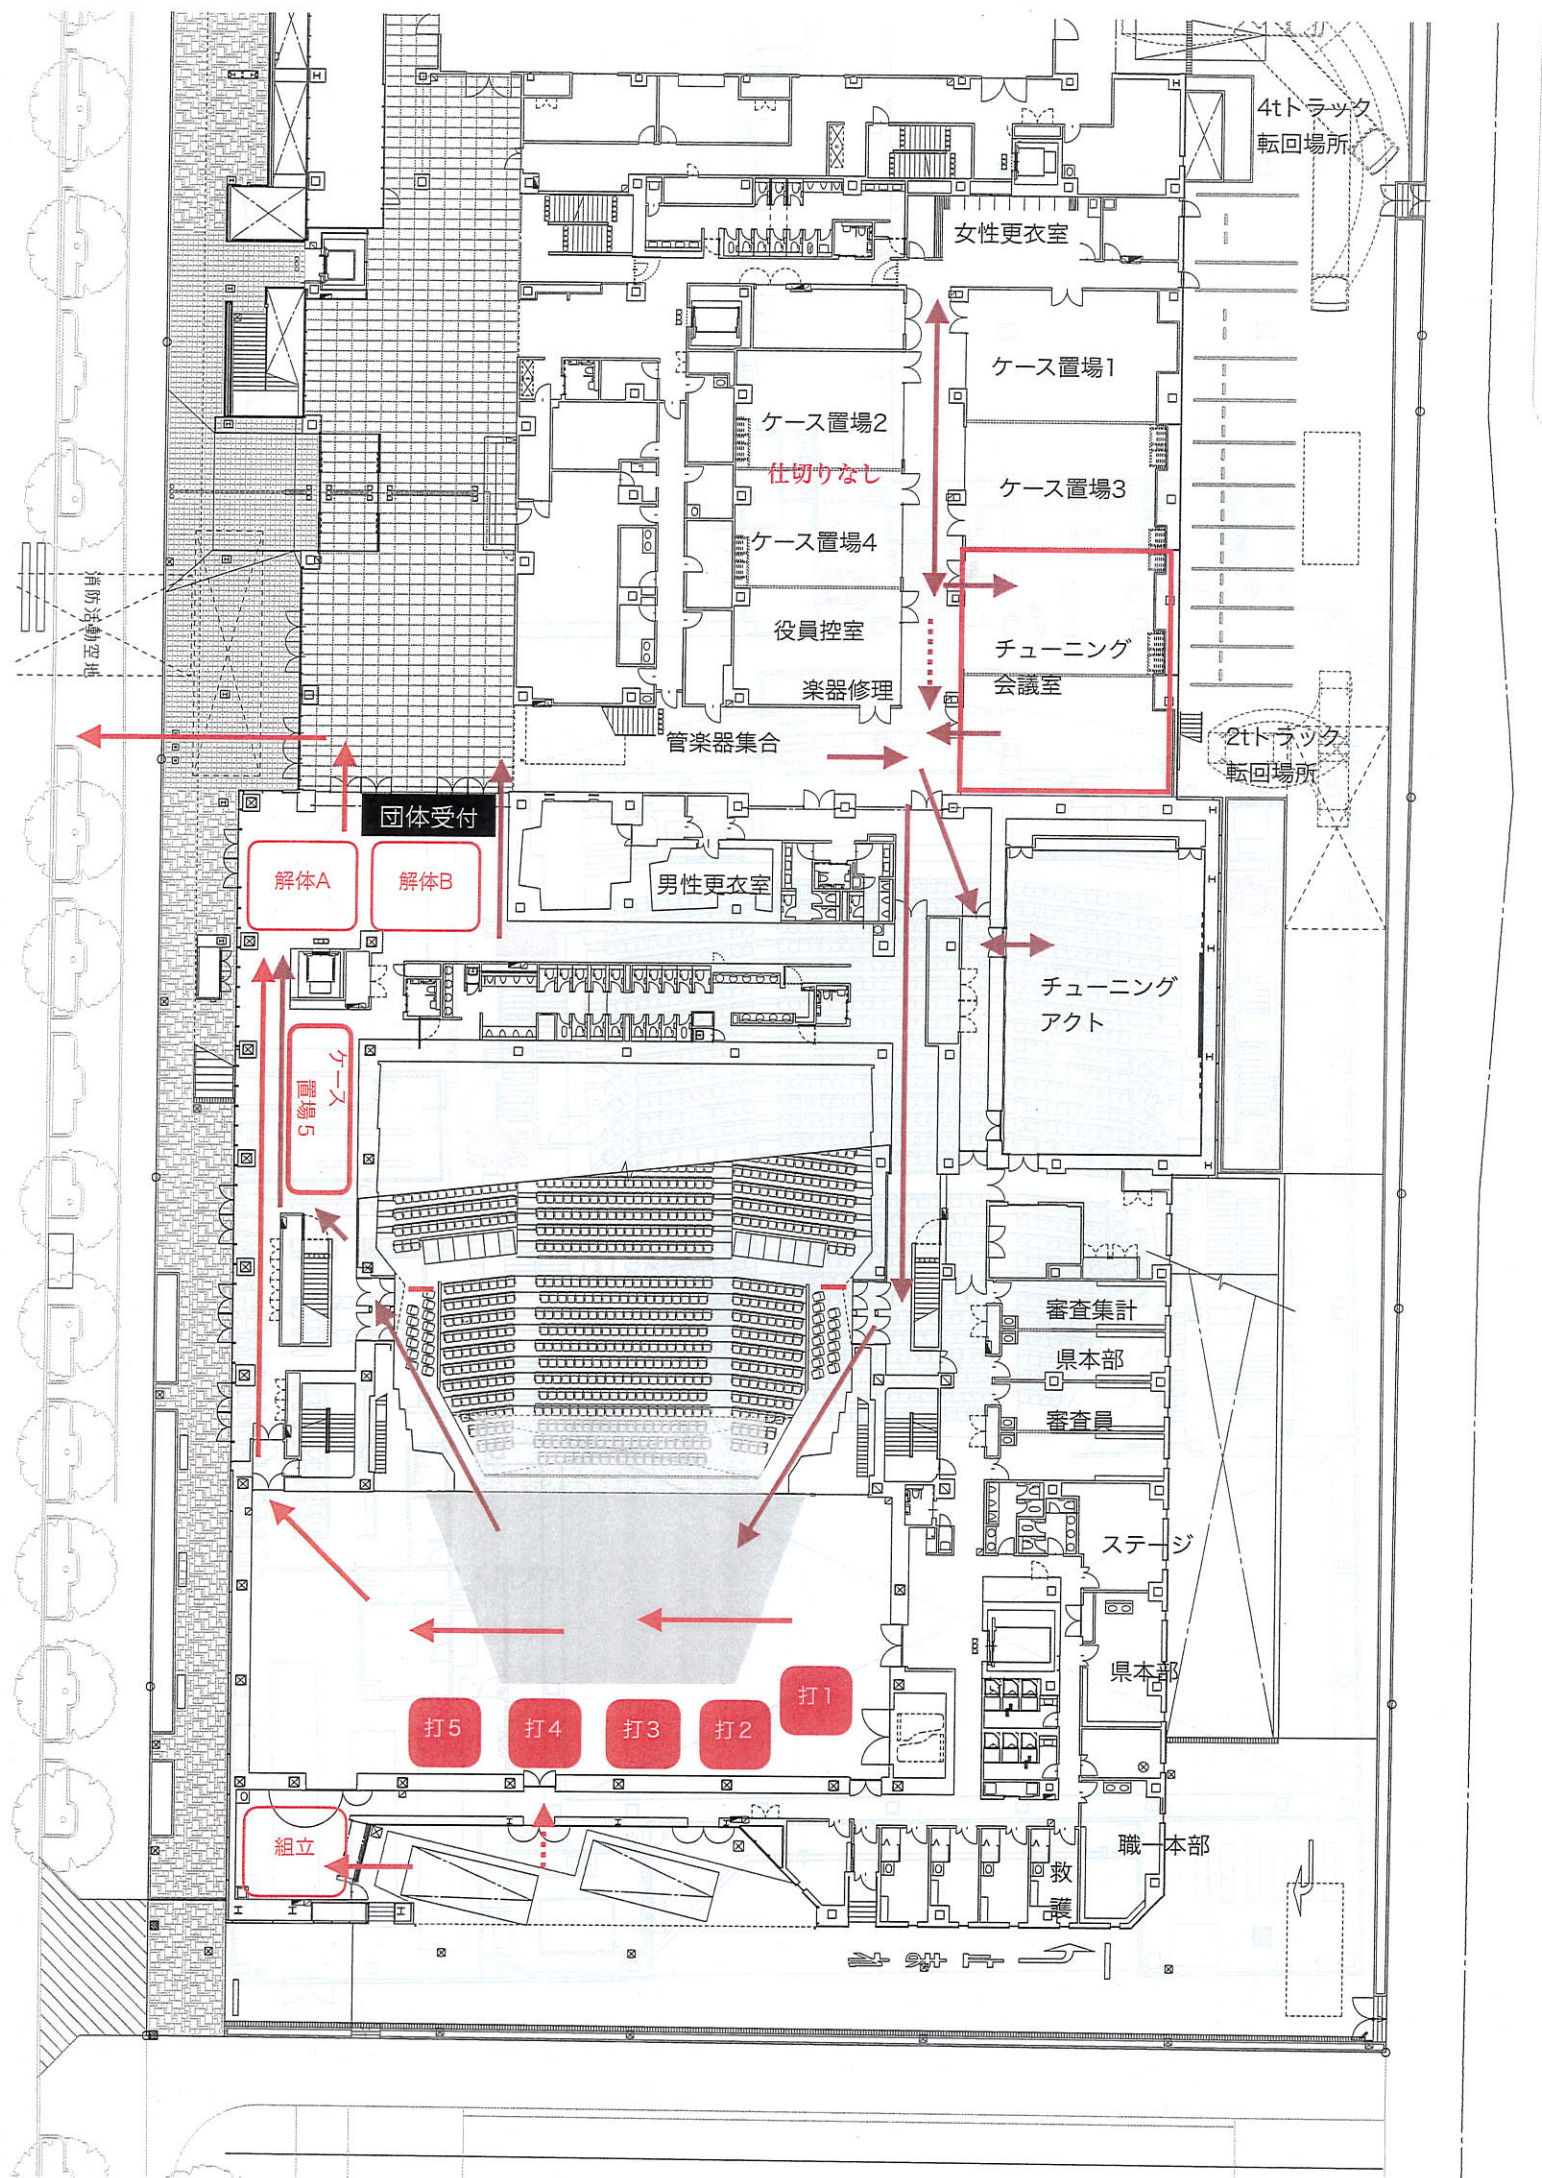 4tトラック
転回場所
女性更衣室
ケース置場1
ケース置場2
仕切りなし
ケース置場3
ケース置場4
消防活動空地
役員控室
チューニング
会議室
楽器修理
管楽器集合
2tトラック
転回場所
団体受付
解体A
解体B
男性更衣室
チューニング
アクト
ケース
置場5
審査集計
県本部
審査員
ステージ
県本部
打1
打2
打3
打4
打5
組立
職一本部
救
護